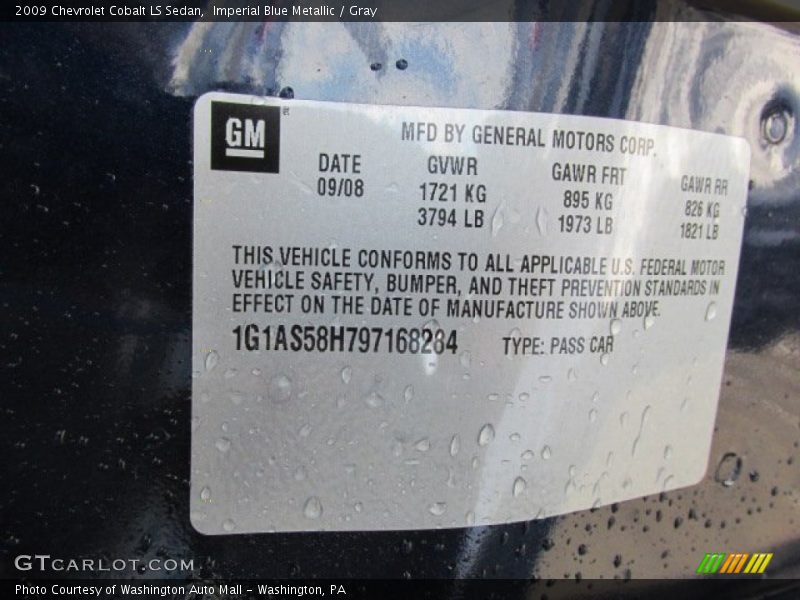 2009 Chevrolet Cobalt LS Sedan,  Imperial Blue Metallic / Gray
GM
MFD BY GENERAL MOTORS CORP.
DATE GVWR GAWR FRT GAWR RR
09/08 1721 KG 895 KG 826 KG
3794 LB 1973 LB 1821 LB
THIS VEHICLE CONFORMS TO ALL APPLICABLE U.S. FEDERAL MOTOR
VEHICLE SAFETY, BUMPER, AND THEFT PREVENTION STANDARDS IN
EFFECT ON THE DATE OF MANUFACTURE SHOWN ABOVE.
1G1AS58H797168284 TYPE: PASS CAR
GTCARLOT.COM
Photo Courtesy of Washington Auto Mall - Washington, PA